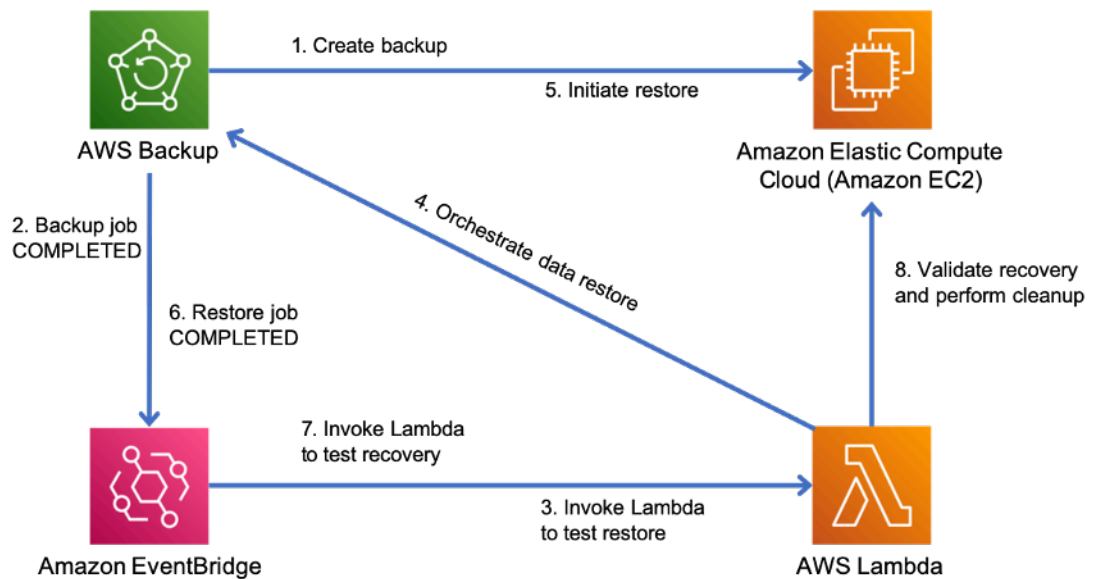 1. Create backup
5. Initiate restore
AWS Backup
Amazon Elastic Compute
Cloud (Amazon EC2)
2. Backup job
COMPLETED
4. Orchestrate data restore
8. Validate recovery
and perform cleanup
6. Restore job
COMPLETED
7. Invoke Lambda
to test recovery
3. Invoke Lambda
to test restore
Amazon EventBridge
AWS Lambda